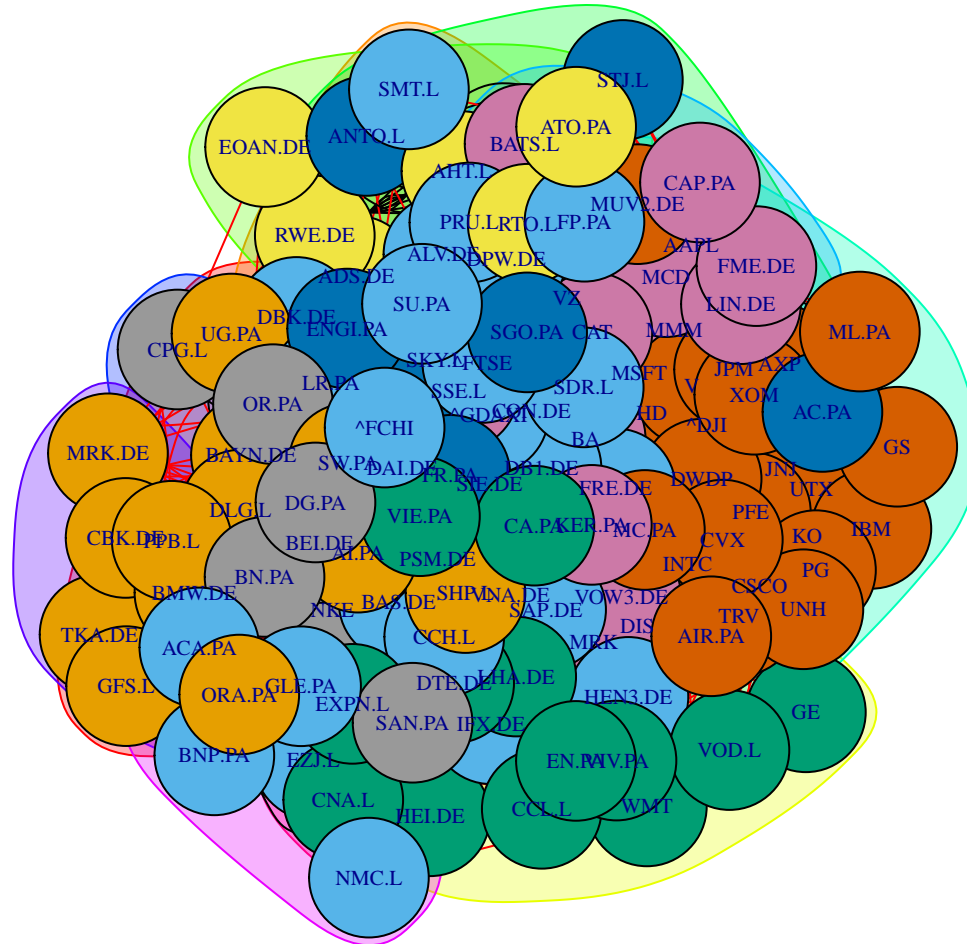 SMT.L
STJ.L
ATO.PA
ANTO.L
BATS.L
EOAN.DE
AHT.L
CAP.PA
MUV2.DE
PRU.L
RTO.L
FP.PA
RWE.DE
AAPL
ALV.DE
DPW.DE
FME.DE
ADS.DE
MCD
VZ
SU.PA
LIN.DE
DBK.DE
ENGI.PA
SGO.PA
CAT
MMM
ML.PA
UG.PA
CPG.L
SKY.L
^FTSE
JPM
AXP
MSFT
V
LR.PA
SSE.L
SDR.L
XOM
OR.PA
^GDAXI
CON.DE
HD
AC.PA
^FCHI
^DJI
BA
GS
MRK.DE
BAYN.DE
SW.PA
DAI.DE
FR.PA
DB1.DE
JNJ
SIE.DE
DWDP
FRE.DE
UTX
DG.PA
DLG.L
VIE.PA
PFE
CA.PA
KER.PA
MC.PA
IBM
CBK.DE
PPB.L
BEI.DE
CVX
KO
AI.PA
PSM.DE
INTC
PG
BN.PA
CSCO
BMW.DE
SHP.L
VNA.DE
VOW3.DE
BAS.DE
NKE
SAP.DE
UNH
TRV
DIS
TKA.DE
CCH.L
MRK
AIR.PA
ACA.PA
LHA.DE
GFS.L
ORA.PA
GLE.PA
DTE.DE
HEN3.DE
EXPN.L
GE
SAN.PA
IFX.DE
BNP.PA
EZJ.L
EN.PA
VIV.PA
VOD.L
CNA.L
HEI.DE
CCL.L
WMT
NMC.L